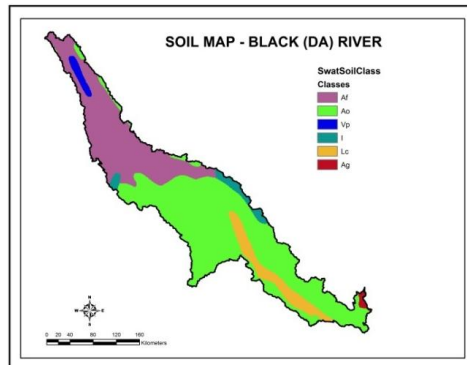 SOIL MAP - BLACK (DA) RIVER
SwatSoilClass
Classes
Af
Ao
Vp
I
Lc
Ag
N
W E
S
0 20 40 80 120 160
Kilometers